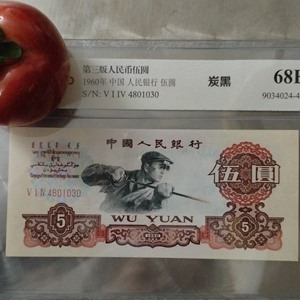 第三版人民币伍圆
1960年 中国 人民银行 伍圆
S/N: V I IV 4801030
炭黑
68E
9034024-4
中國人民銀行
V I IV 4801030
伍圆
5
WU YUAN
5